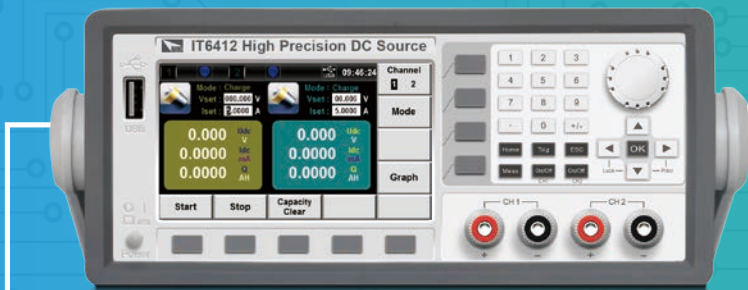 IT6412 High Precision DC Source
USB
1 2
09:46:24
Channel
1 2
Mode : Charge
Vset : 000.000 V
Iset : 5.0000 A
Mode : Charge
Vset : 00.000 V
Iset : 5.0000 A
Mode
0.000 Udc V
0.0000 Idc mA
0.0000 Q AH
0.000 Udc V
0.0000 Idc mA
0.0000 Q AH
Graph
Start Stop Capacity Clear
Power
1 2 3
4 5 6
7 8 9
. 0 +/-
Home Trig ESC
Meas On/Off On/Off
CH1 CH2
OK
Lock Print
CH 1 CH 2
+ - + -